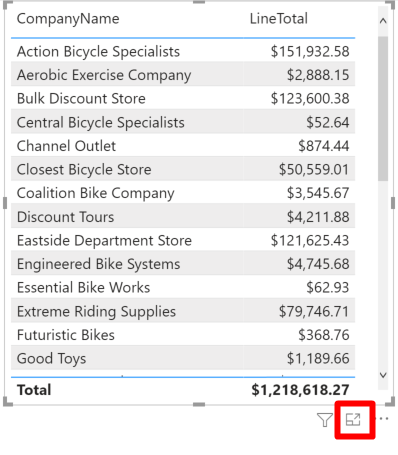 CompanyName LineTotal
Action Bicycle Specialists $151,932.58
Aerobic Exercise Company $2,888.15
Bulk Discount Store $123,600.38
Central Bicycle Specialists $52.64
Channel Outlet $874.44
Closest Bicycle Store $50,559.01
Coalition Bike Company $3,545.67
Discount Tours $4,211.88
Eastside Department Store $121,625.43
Engineered Bike Systems $4,745.68
Essential Bike Works $62.93
Extreme Riding Supplies $79,746.71
Futuristic Bikes $368.76
Good Toys $1,189.66
Total $1,218,618.27